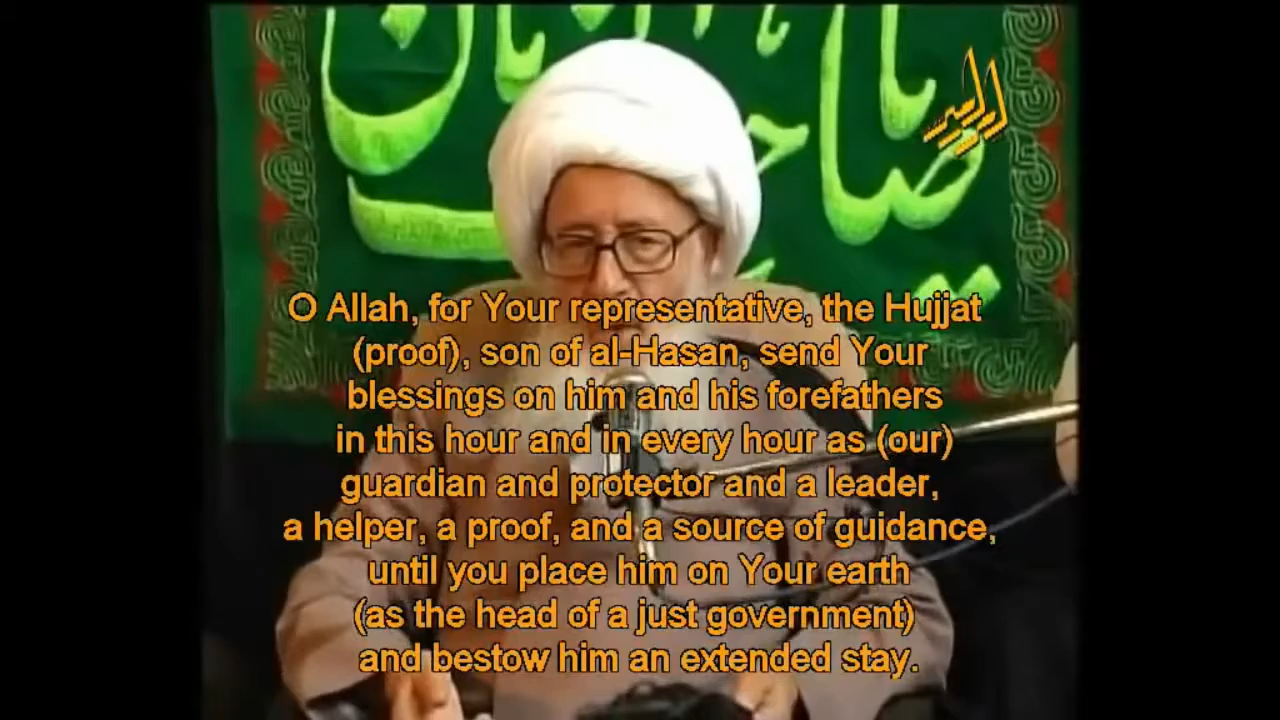 یا صاحب الزمان
O Allah, for Your representative, the Hujjat
(proof), son of al-Hasan, send Your
blessings on him and his forefathers
in this hour and in every hour as (our)
guardian and protector and a leader,
a helper, a proof, and a source of guidance,
until you place him on Your earth
(as the head of a just government)
and bestow him an extended stay.